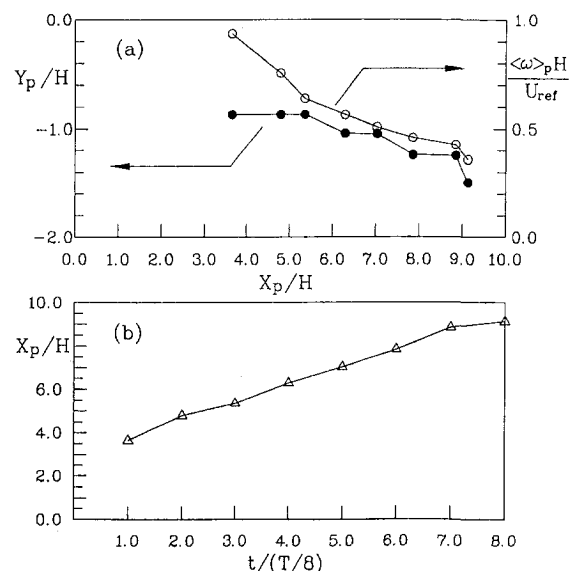 (a)
0.0
-1.0
-2.0
Yₚ/H
1.0
0.5
0.0
<ω>ₚH
U_ref
0.0 1.0 2.0 3.0 4.0 5.0 6.0 7.0 8.0 9.0 10.0
Xₚ/H
(b)
10.0
Xₚ/H
6.0
4.0
2.0
0.0
1.0 2.0 3.0 4.0 5.0 6.0 7.0 8.0
t/(T/8)